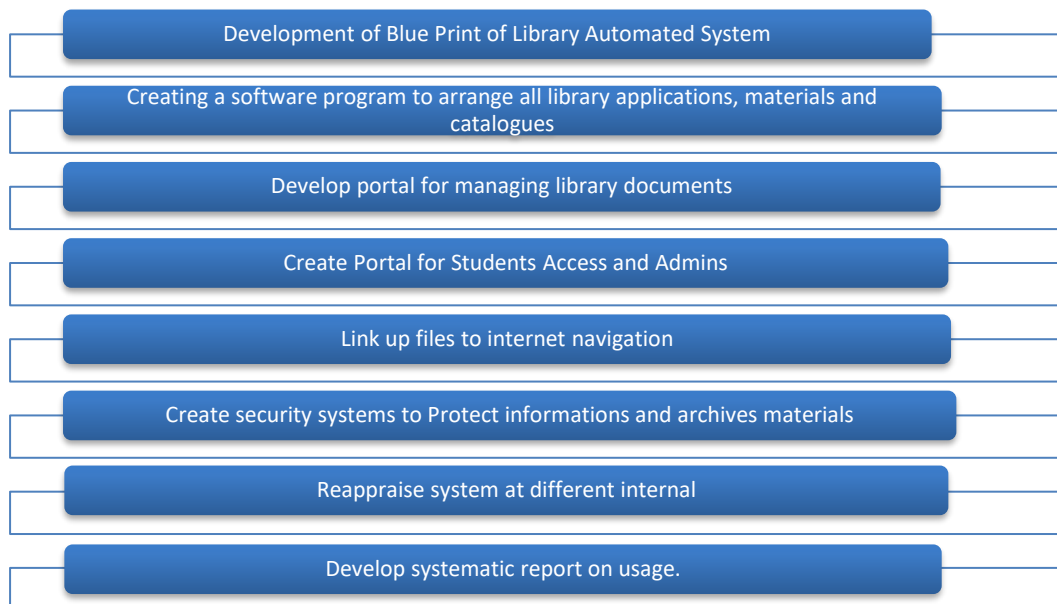 Development of Blue Print of Library Automated System
Creating a software program to arrange all library applications, materials and
catalogues
Develop portal for managing library documents
Create Portal for Students Access and Admins
Link up files to internet navigation
Create security systems to Protect informations and archives materials
Reappraise system at different internal
Develop systematic report on usage.